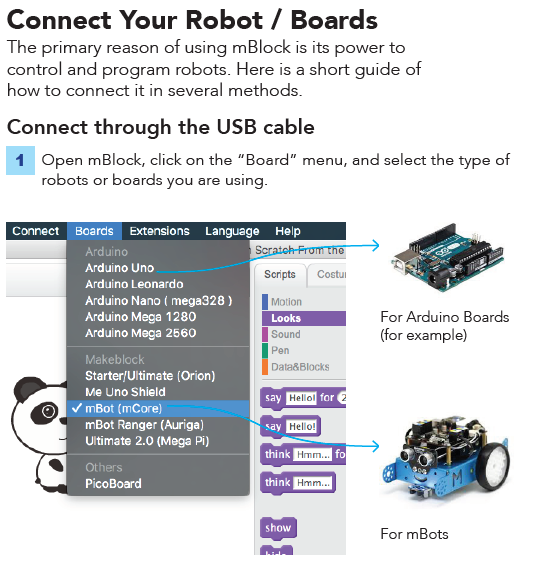 Connect Your Robot / Boards
The primary reason of using mBlock is its power to
control and program robots. Here is a short guide of
how to connect it in several methods.
Connect through the USB cable
1 Open mBlock, click on the “Board” menu, and select the type of
robots or boards you are using.
Connect Boards Extensions Language Help
Arduino
Arduino Uno
Arduino Leonardo
Arduino Nano ( mega328 )
Arduino Mega 1280
Arduino Mega 2560
Makeblock
Starter/Ultimate (Orion)
Me Uno Shield
✓ mBot (mCore)
mBot Ranger (Auriga)
Ultimate 2.0 (Mega Pi)
Others
PicoBoard
Scratch From the
Scripts Costu
Motion
Looks
Sound
Pen
Data&Blocks
say Hello! for 2
say Hello!
think Hmm... fo
think Hmm...
show
hide
For Arduino Boards
(for example)
For mBots